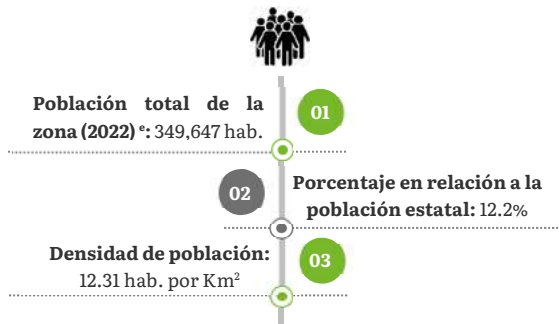 Población total de la
zona (2022) ᵉ: 349,647 hab.
01
02
Porcentaje en relación a la
población estatal: 12.2%
Densidad de población:
12.31 hab. por Km²
03